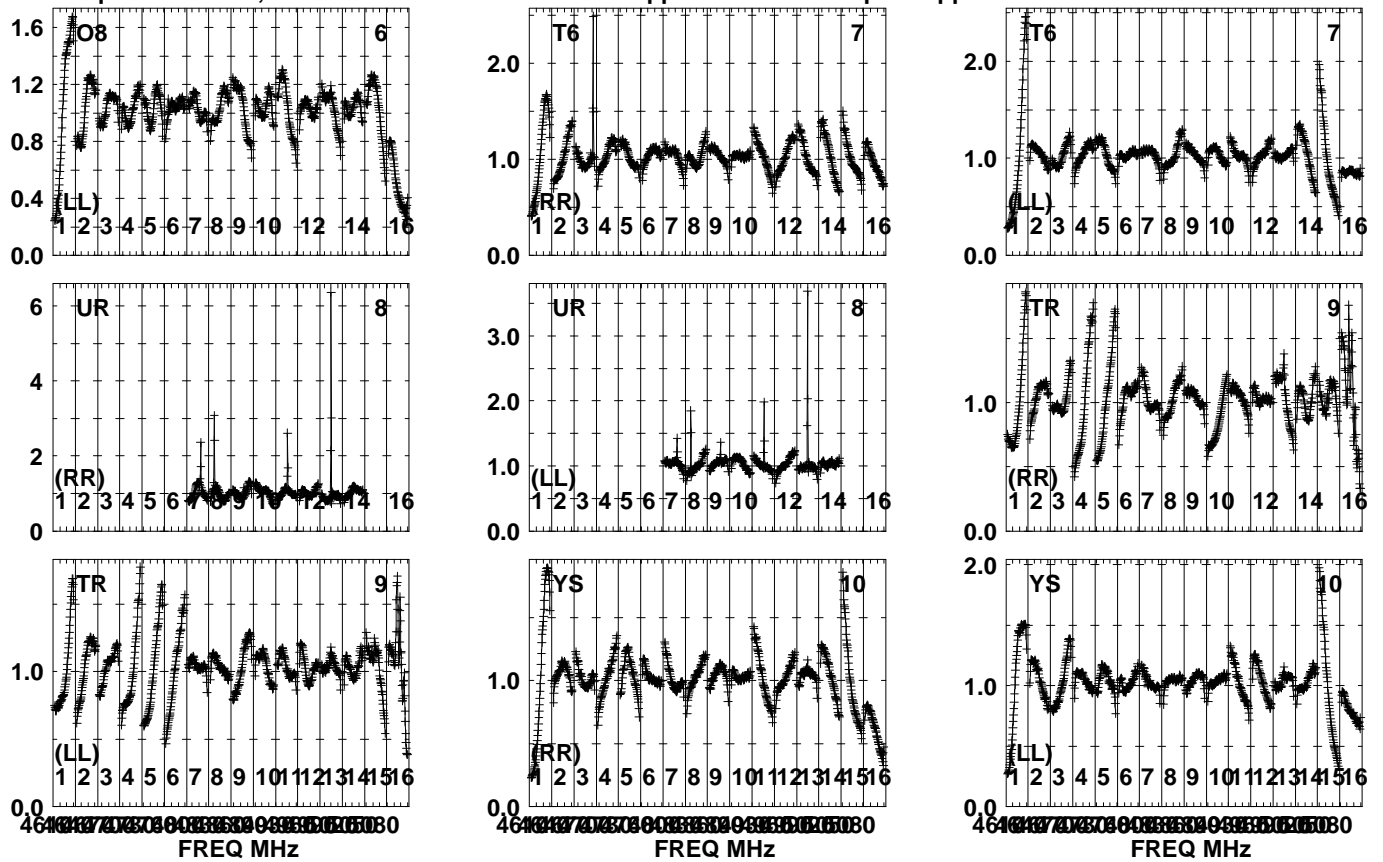 1.6 O8 6
1.2
0.8
0.4 (LL)
1 2 3 4 5 6 7 8 9 10 12 14 16
0.0
T6 7
2.0
1.0
(RR)
1 2 3 4 5 6 7 8 9 10 12 14 16
0.0
T6 7
2.0
1.0
(LL)
1 2 3 4 5 6 7 8 9 10 12 14 16
0.0
UR 8
6
4
2
(RR)
1 2 3 4 5 6 7 8 9 10 12 14 16
0
UR 8
3.0
2.0
1.0
(LL)
1 2 3 4 5 6 7 8 9 10 12 14 16
0.0
TR 9
1.0
(RR)
1 2 3 4 5 6 7 8 9 10 12 14 16
0.0
TR 9
1.0
(LL)
1 2 3 4 5 6 7 8 9 10 11 12 13 14 15 16
0.0
FREQ MHz
YS 10
1.0
(RR)
1 2 3 4 5 6 7 8 9 10 11 12 13 14 15 16
0.0
FREQ MHz
2.0
YS 10
1.0
(LL)
1 2 3 4 5 6 7 8 9 10 11 12 13 14 15 16
0.0
FREQ MHz